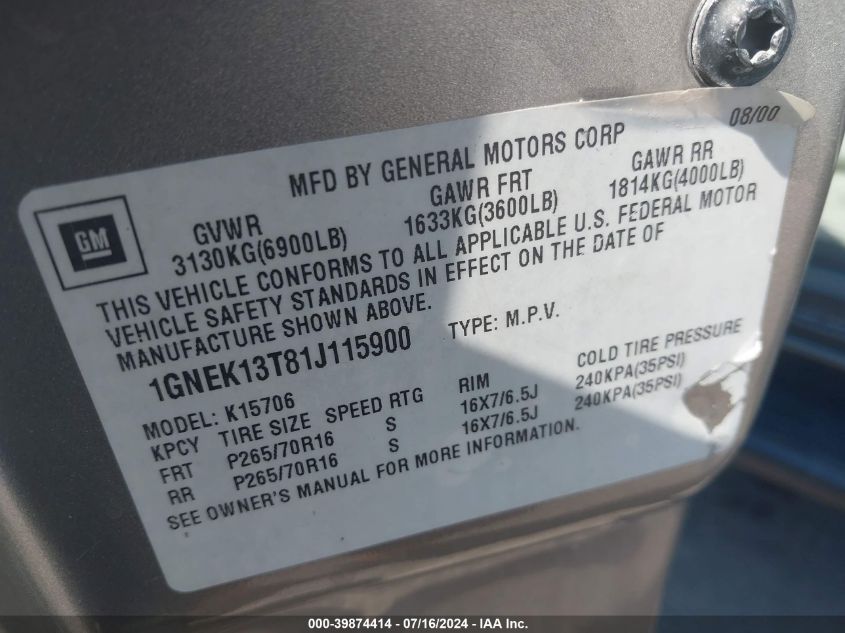 08/00
MFD BY GENERAL MOTORS CORP
GM
GVWR GAWR FRT GAWR RR
3130KG(6900LB) 1633KG(3600LB) 1814KG(4000LB)
THIS VEHICLE CONFORMS TO ALL APPLICABLE U.S. FEDERAL MOTOR
VEHICLE SAFETY STANDARDS IN EFFECT ON THE DATE OF
MANUFACTURE SHOWN ABOVE.
1GNEK13T81J115900 TYPE: M.P.V.
MODEL: K15706
KPCY TIRE SIZE SPEED RTG RIM COLD TIRE PRESSURE
FRT P265/70R16 S 16X7/6.5J 240KPA(35PSI)
RR P265/70R16 S 16X7/6.5J 240KPA(35PSI)
SEE OWNER'S MANUAL FOR MORE INFORMATION.
000-39874414 / 07/16/2024 - IAA Inc.